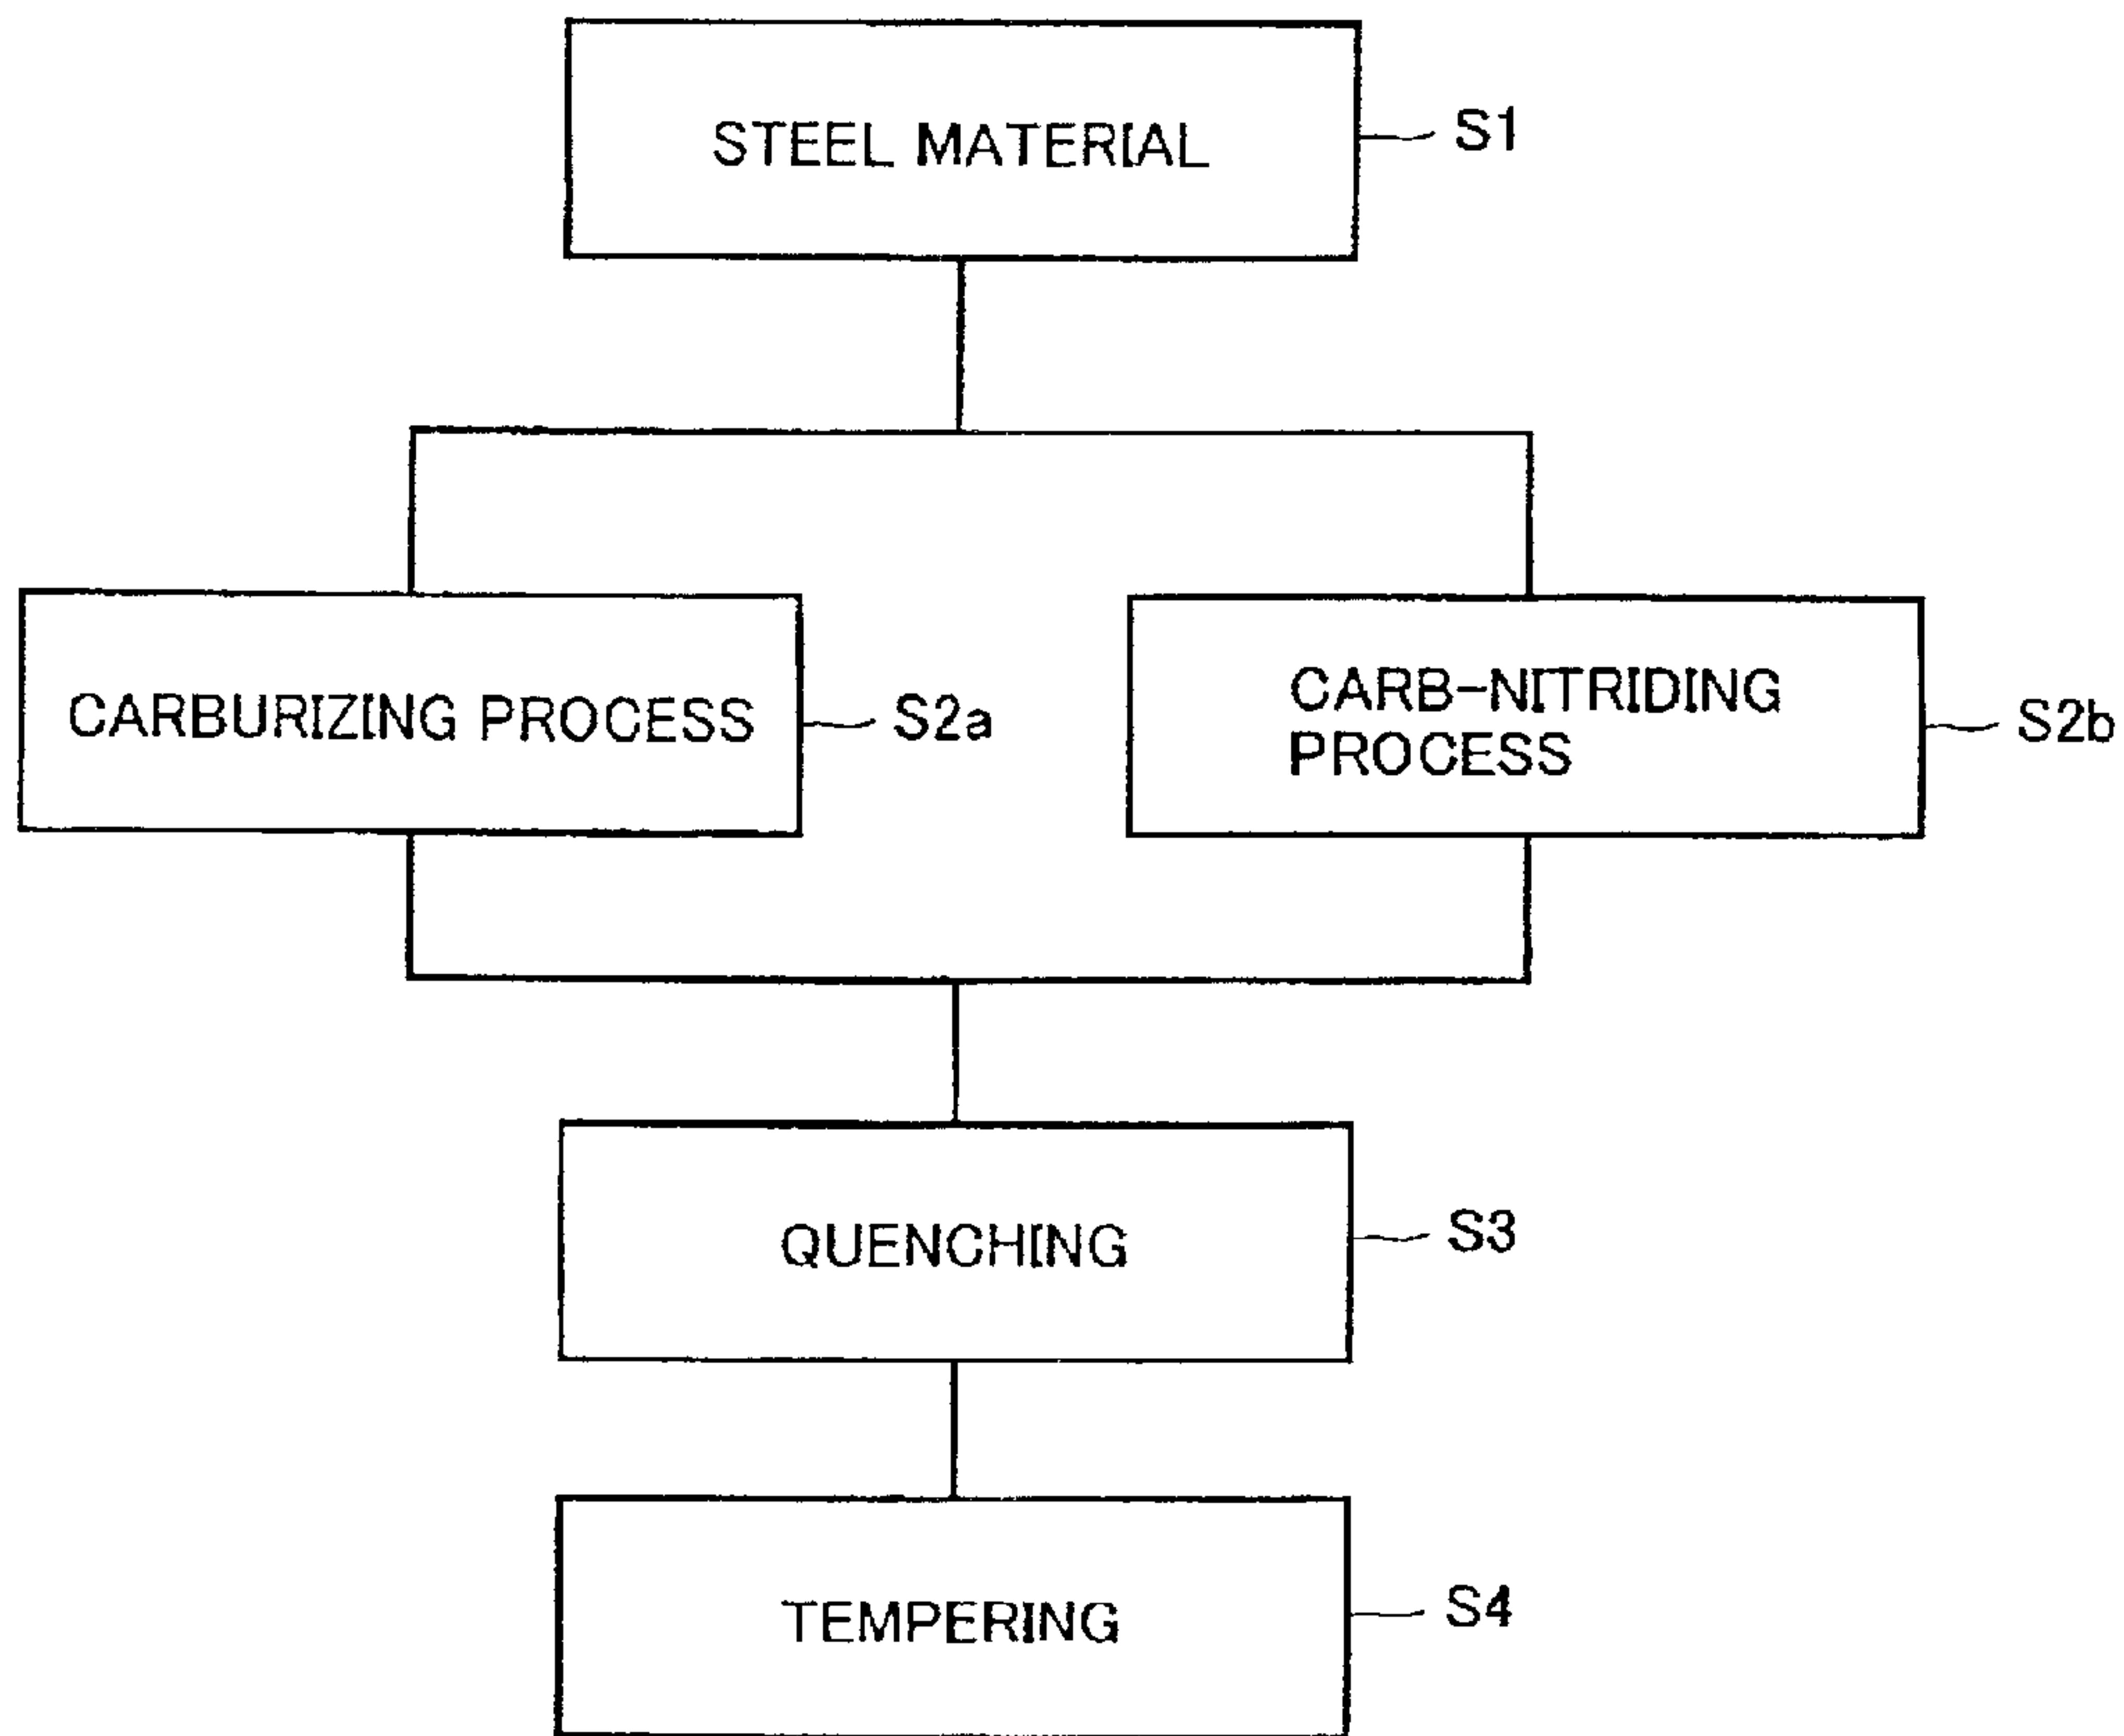 STEEL MATERIAL
S1
CARBURIZING PROCESS
S2a
CARB-NITRIDING
PROCESS
S2b
QUENCHING
S3
TEMPERING
S4